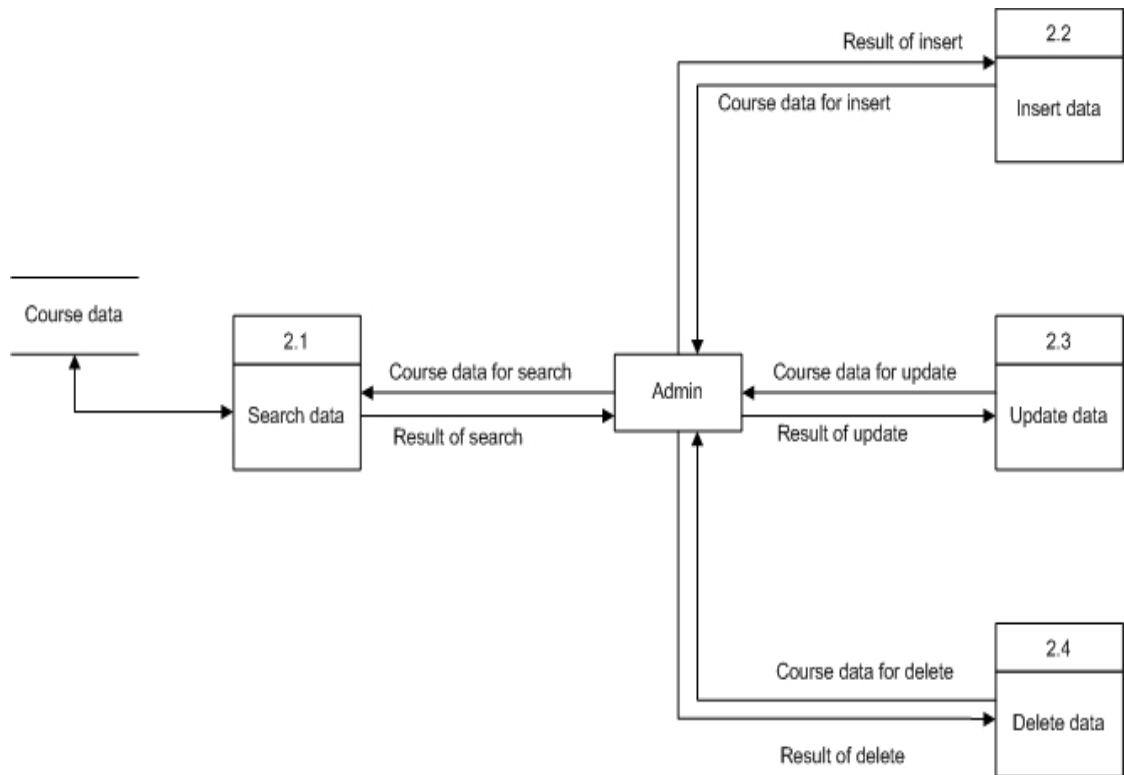 Result of insert
2.2
Course data for insert
Insert data
Course data
2.1
Search data
Course data for search
Result of search
Admin
Course data for update
Result of update
2.3
Update data
2.4
Course data for delete
Delete data
Result of delete